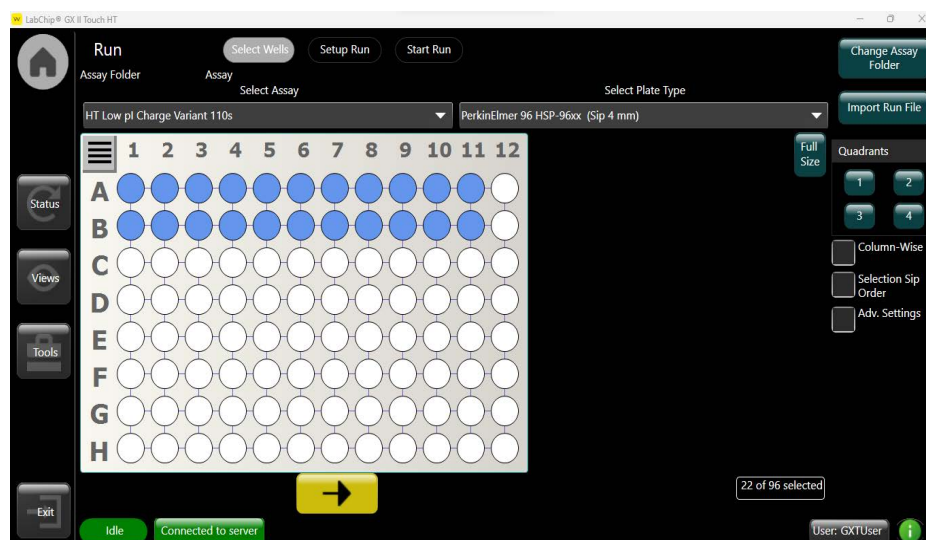 LabChip® GX II Touch HT
Run
Select Wells
Setup Run
Start Run
Change Assay
Folder
Assay Folder
Assay
Select Assay
Select Plate Type
HT Low pI Charge Variant 110s
PerkinElmer 96 HSP-96xx (Sip 4 mm)
Import Run File
1 2 3 4 5 6 7 8 9 10 11 12
Full
Size
Quadrants
A
1 2
Status
B
3 4
C
Column-Wise
Views
D
Selection Sip
Order
Adv. Settings
E
Tools
F
G
H
22 of 96 selected
Exit
Idle
Connected to server
User: GXTUser
i